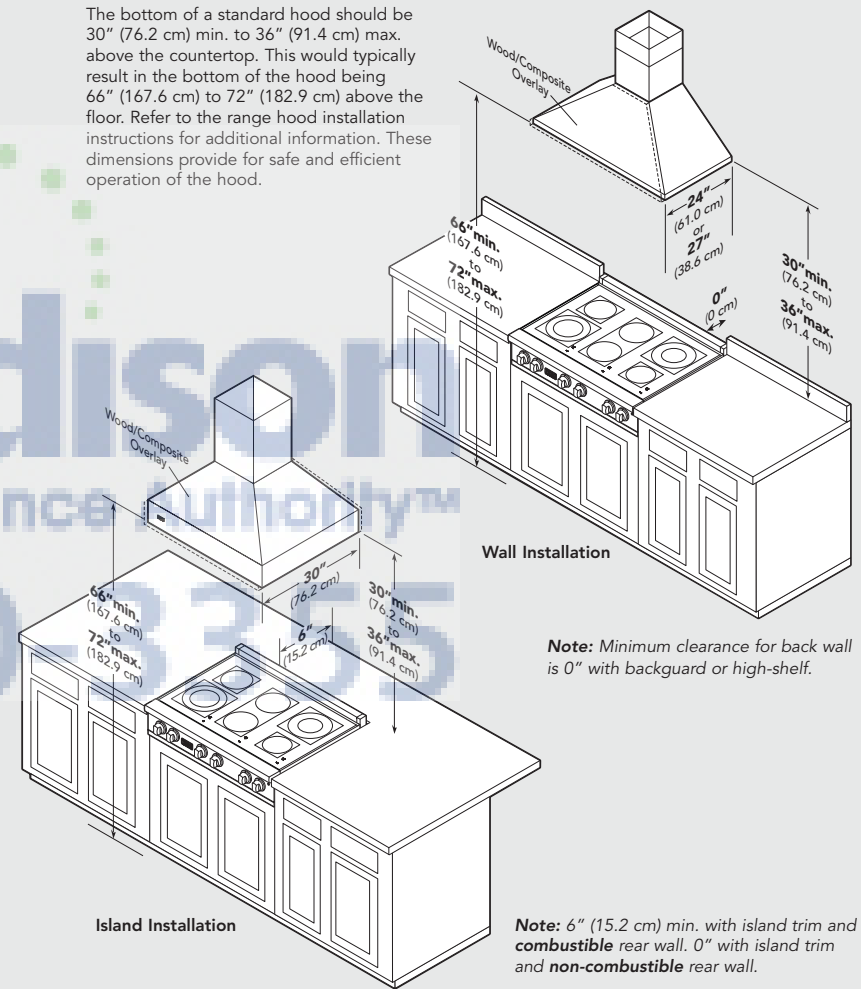 The bottom of a standard hood should be
30" (76.2 cm) min. to 36" (91.4 cm) max.
above the countertop. This would typically
result in the bottom of the hood being
66" (167.6 cm) to 72" (182.9 cm) above the
floor. Refer to the range hood installation
instructions for additional information. These
dimensions provide for safe and efficient
operation of the hood.
Wood/Composite
Overlay
24"
(61.0 cm)
or
27"
(38.6 cm)
66" min.
(167.6 cm)
to
72" max.
(182.9 cm)
0"
(0 cm)
30" min.
(76.2 cm)
to
36" max.
(91.4 cm)
Wall Installation
Note: Minimum clearance for back wall
is 0" with backguard or high-shelf.
dison
nce Authority™
0-3355
Wood/Composite
Overlay
30"
(76.2 cm)
6"
(15.2 cm)
66" min.
(167.6 cm)
to
72" max.
(182.9 cm)
30" min.
(76.2 cm)
to
36" max.
(91.4 cm)
Island Installation
Note: 6" (15.2 cm) min. with island trim and
combustible rear wall. 0" with island trim
and non-combustible rear wall.